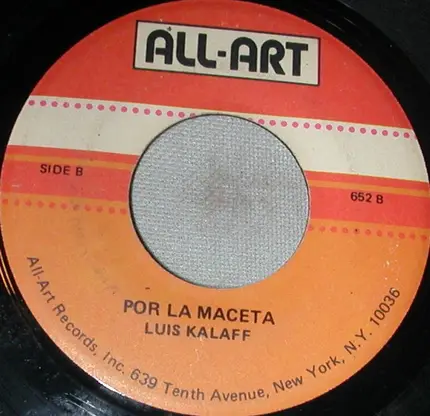 ALL-ART
SIDE B
652 B
POR LA MACETA
LUIS KALAFF
All-Art Records, Inc. 639 Tenth Avenue, New York, N.Y. 10036